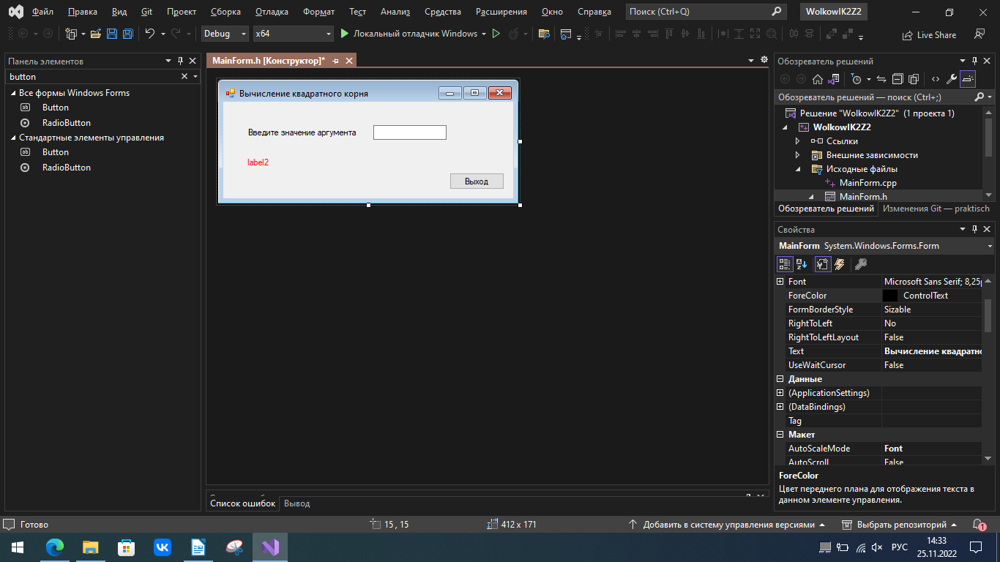 Файл Правка Вид Git Проект Сборка Отладка Формат Тест Анализ Средства Расширения Окно Справка Поиск (Ctrl+Q) WolkowIK2Z2
Debug x64 Локальный отладчик Windows Live Share
Панель элементов
button
Все формы Windows Forms
Button
RadioButton
Стандартные элементы управления
Button
RadioButton
MainForm.h [Конструктор]*
Вычисление квадратного корня
Введите значение аргумента
label2
Выход
Список ошибок Вывод
Обозреватель решений
Обозреватель решений — поиск (Ctrl+;)
Решение "WolkowIK2Z2" (1 проекта 1)
WolkowIK2Z2
Ссылки
Внешние зависимости
Исходные файлы
MainForm.cpp
MainForm.h
Обозреватель решений Изменения Git — praktisch
Свойства
MainForm System.Windows.Forms.Form
Font Microsoft Sans Serif; 8,25p
ForeColor ControlText
FormBorderStyle Sizable
RightToLeft No
RightToLeftLayout False
Text Вычисление квадратно
UseWaitCursor False
Данные
(ApplicationSettings)
(DataBindings)
Tag
Макет
AutoScaleMode Font
AutoScroll False
ForeColor
Цвет переднего плана для отображения текста в
данном элементе управления.
Готово 15 , 15 412 x 171 Добавить в систему управления версиями Выбрать репозиторий 1
РУС 14:33
25.11.2022